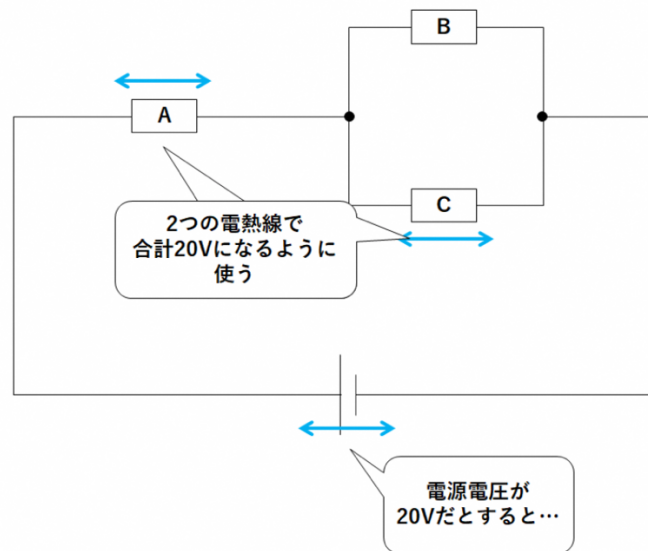 B
A
C
2つの電熱線で
合計20Vになるように
使う
電源電圧が
20Vだとすると…